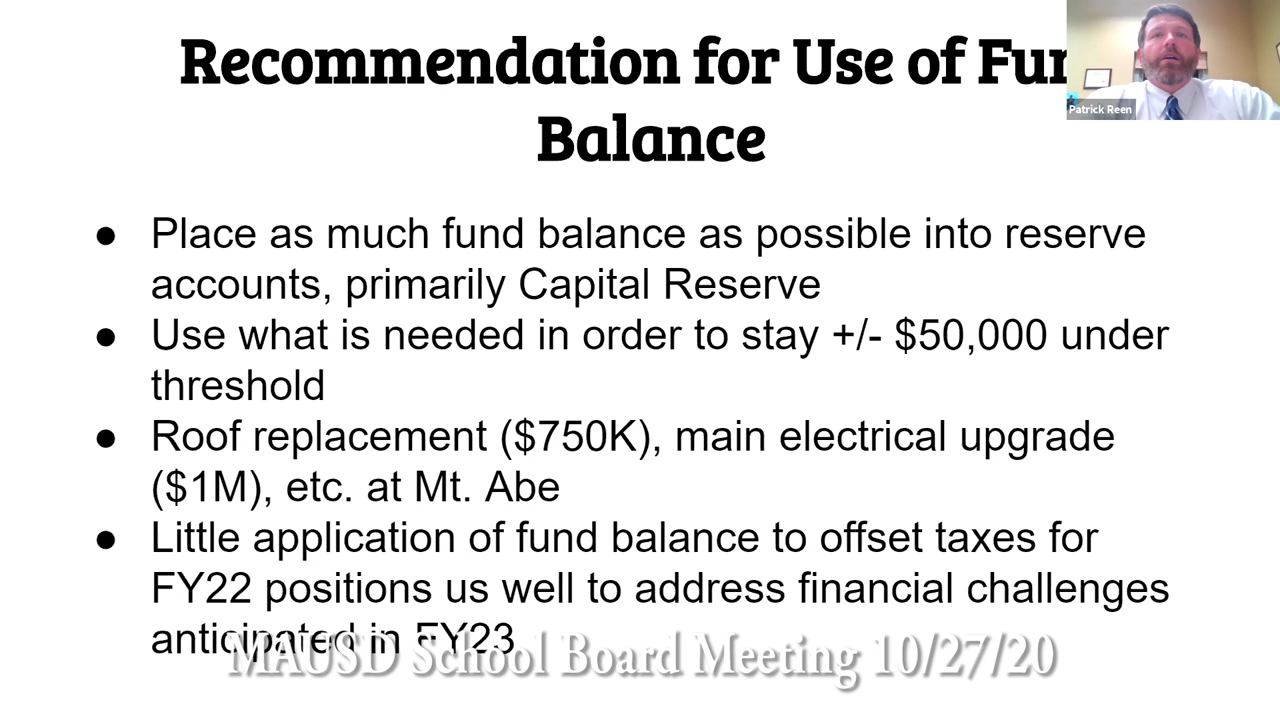 Recommendation for Use of Fun
Balance
Patrick Reen
● Place as much fund balance as possible into reserve
accounts, primarily Capital Reserve
● Use what is needed in order to stay +/- $50,000 under
threshold
● Roof replacement ($750K), main electrical upgrade
($1M), etc. at Mt. Abe
● Little application of fund balance to offset taxes for
FY22 positions us well to address financial challenges
anticipated in FY23
MAUSD School Board Meeting 10/27/20